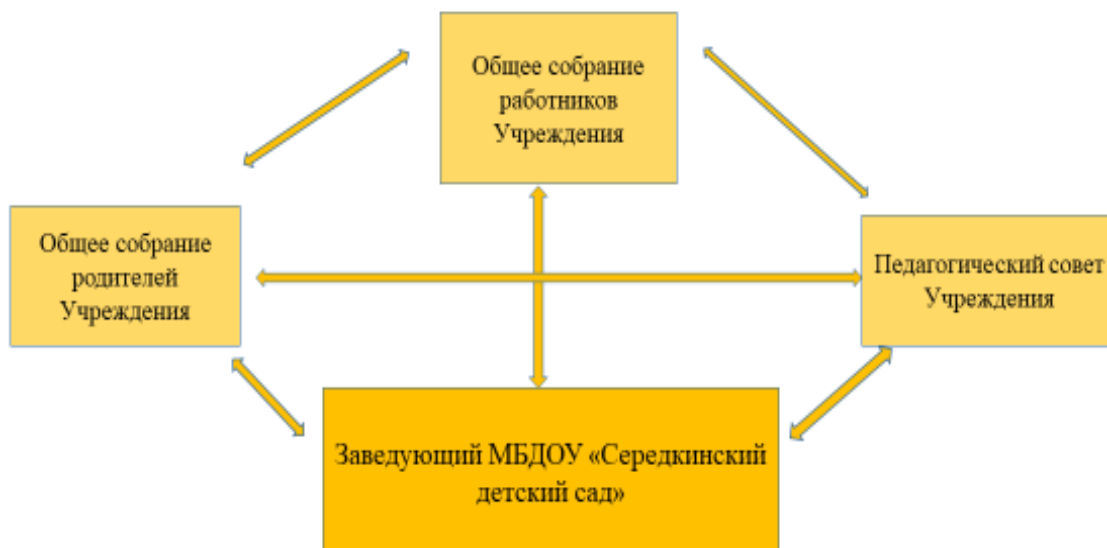 Общее собрание
работников
Учреждения
Общее собрание
родителей
Учреждения
Педагогический совет
Учреждения
Заведующий МБДОУ «Середкинский
детский сад»